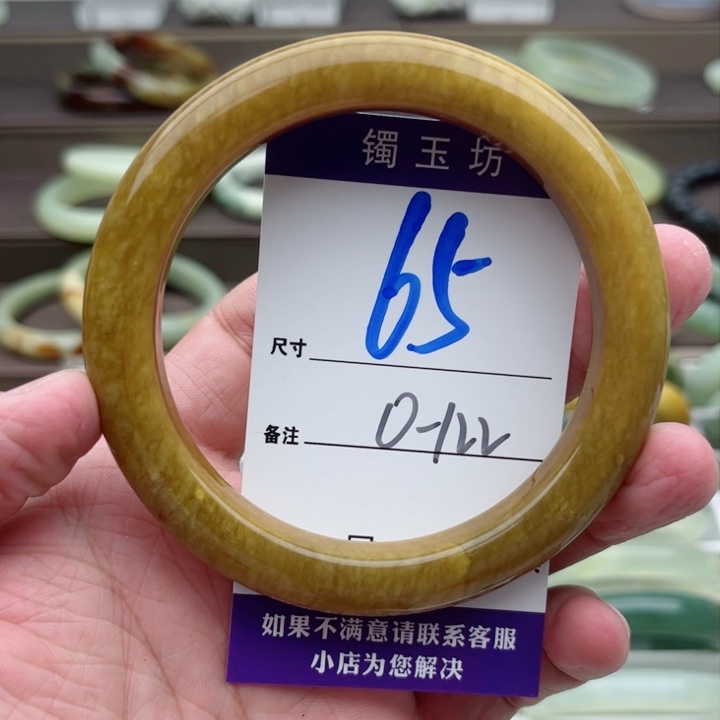 镯玉坊
尺寸 65
备注 0-122
如果不满意请联系客服
小店为您解决